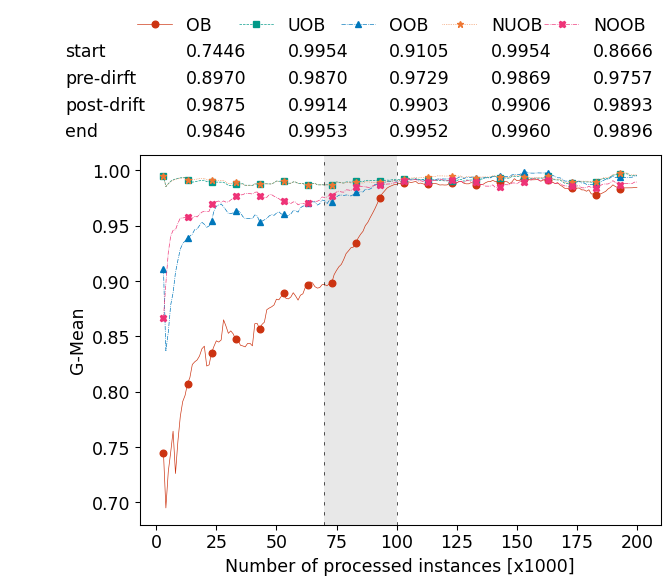 OB UOB OOB NUOB NOOB
start 0.7446 0.9954 0.9105 0.9954 0.8666
pre-dirft 0.8970 0.9870 0.9729 0.9869 0.9757
post-drift 0.9875 0.9914 0.9903 0.9906 0.9893
end 0.9846 0.9953 0.9952 0.9960 0.9896
1.00
0.95
0.90
0.85
0.80
0.75
0.70
G-Mean
0 25 50 75 100 125 150 175 200
Number of processed instances [x1000]